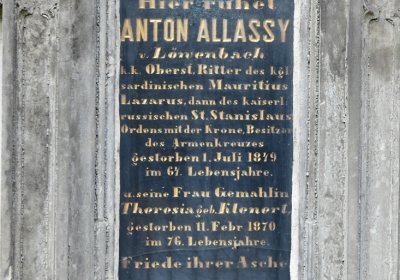 Hier ruhet
ANTON ALLASSY
v. Löwenbach
k.k. Oberst, Ritter des kgl.
sardinischen Mauritius
Lazarus, dann des kaiserl:
russischen St. Stanislaus
Ordens mit der Krone, Besitzer
des Armenkreuzes
gestorben 1. Juli 1849
im 64. Lebensjahre.
u. seine Frau Gemahlin
Theresia geb. Klenert,
gestorben 11. Febr 1870
im 76. Lebensjahre.
Friede ihrer Asche